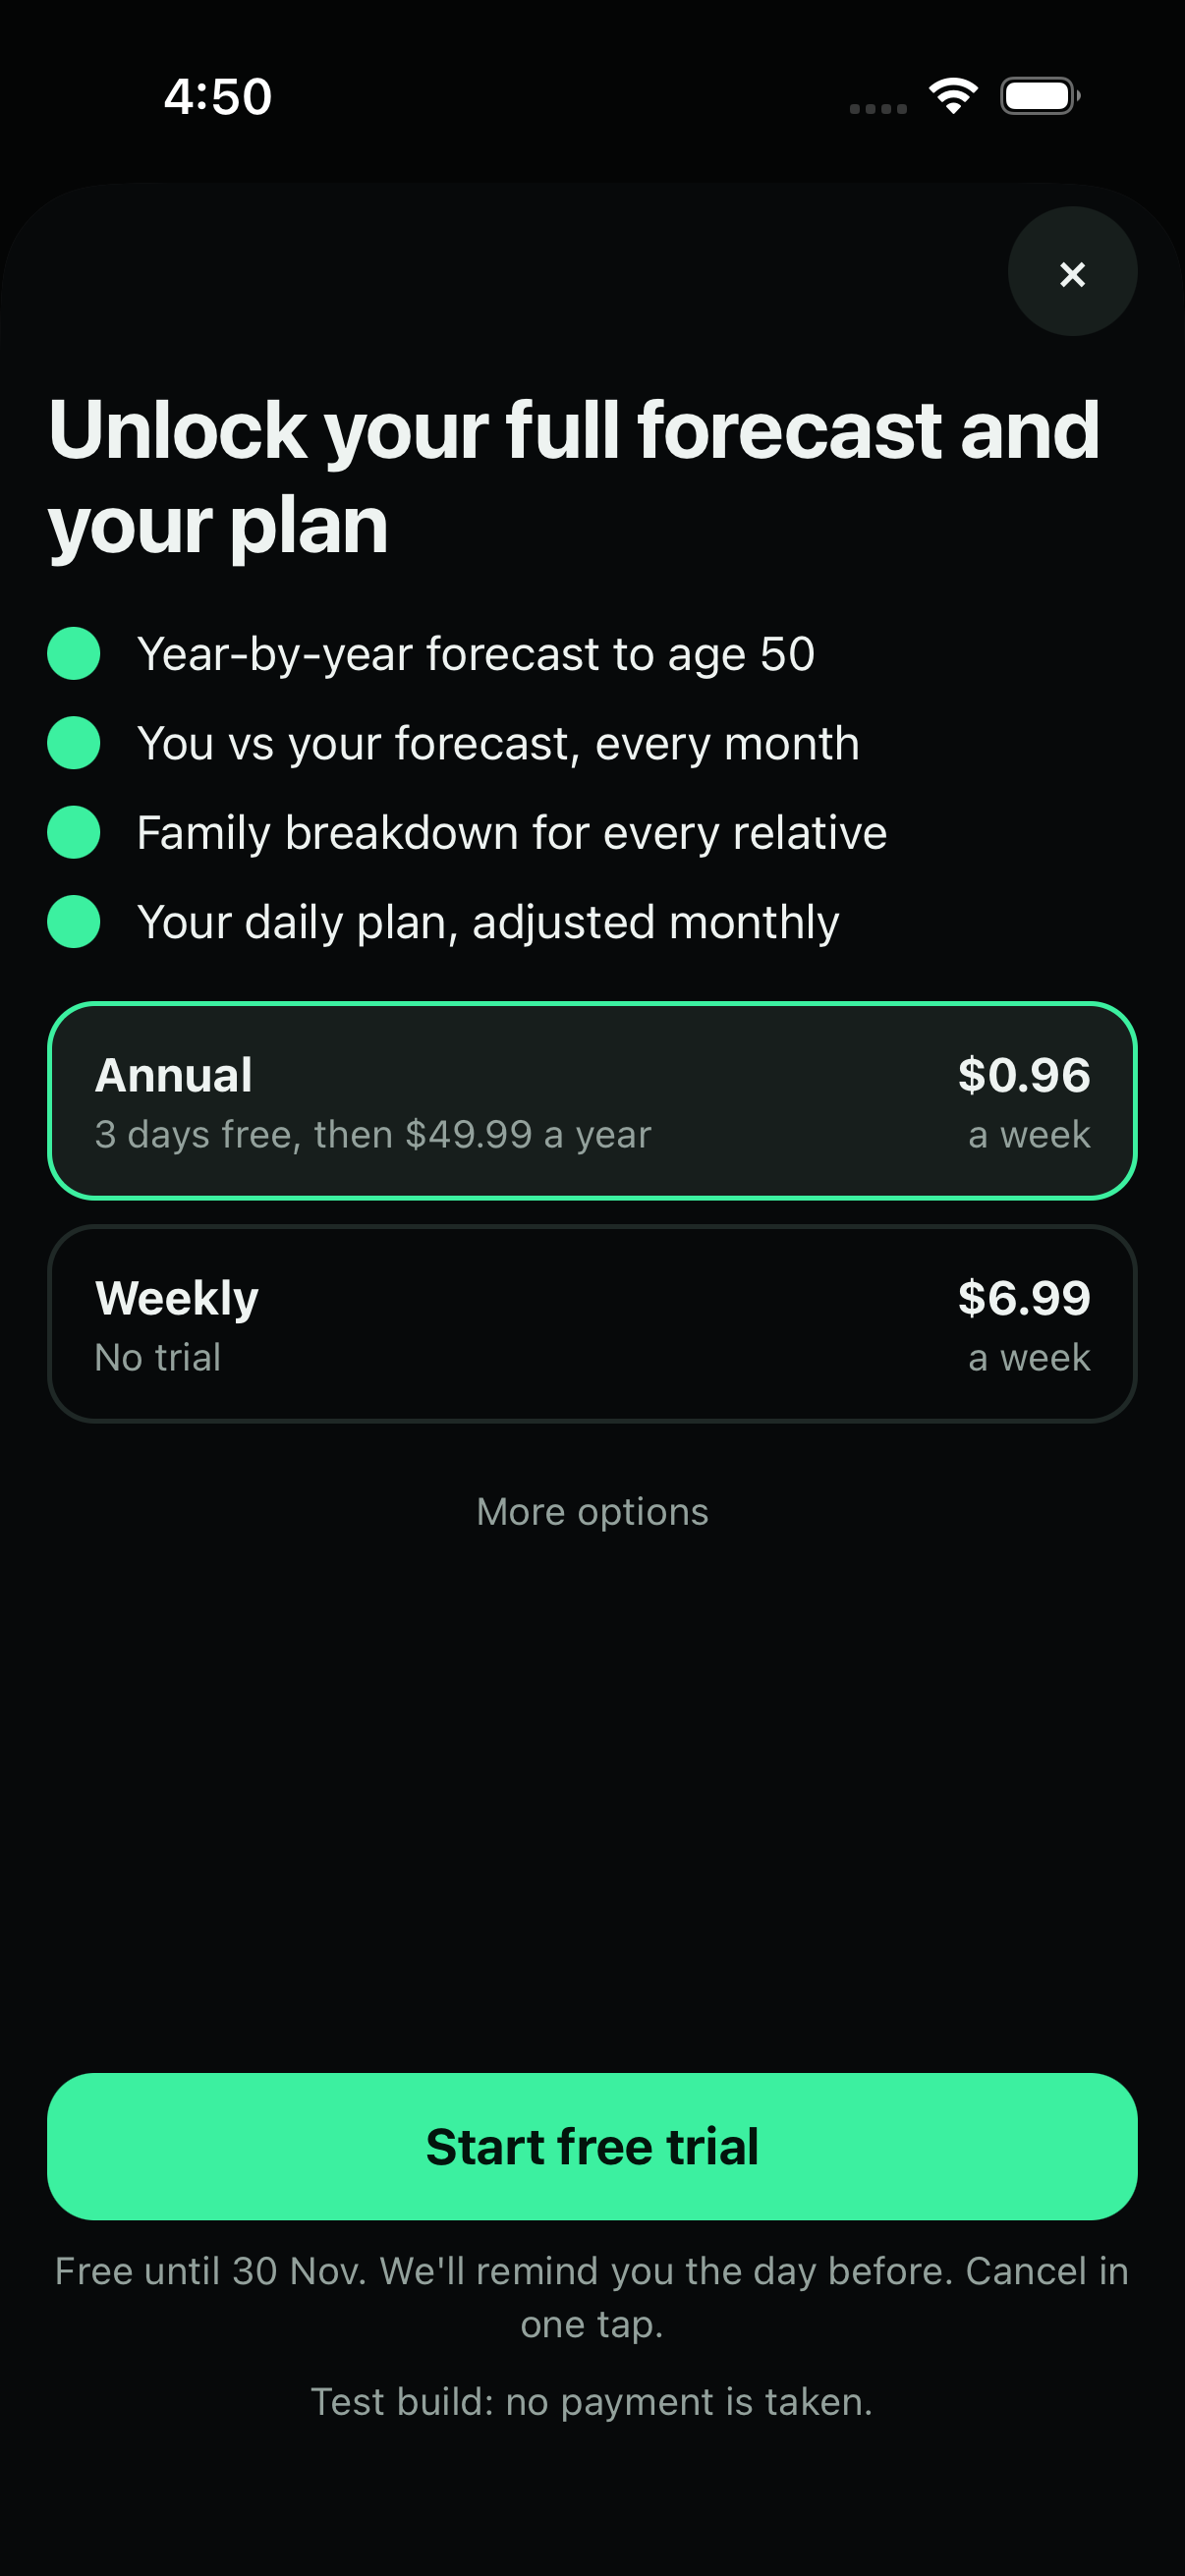 4:50
Unlock your full forecast and
your plan
Year-by-year forecast to age 50
You vs your forecast, every month
Family breakdown for every relative
Your daily plan, adjusted monthly
Annual
$0.96
3 days free, then $49.99 a year
a week
Weekly
$6.99
No trial
a week
More options
Start free trial
Free until 30 Nov. We'll remind you the day before. Cancel in
one tap.
Test build: no payment is taken.